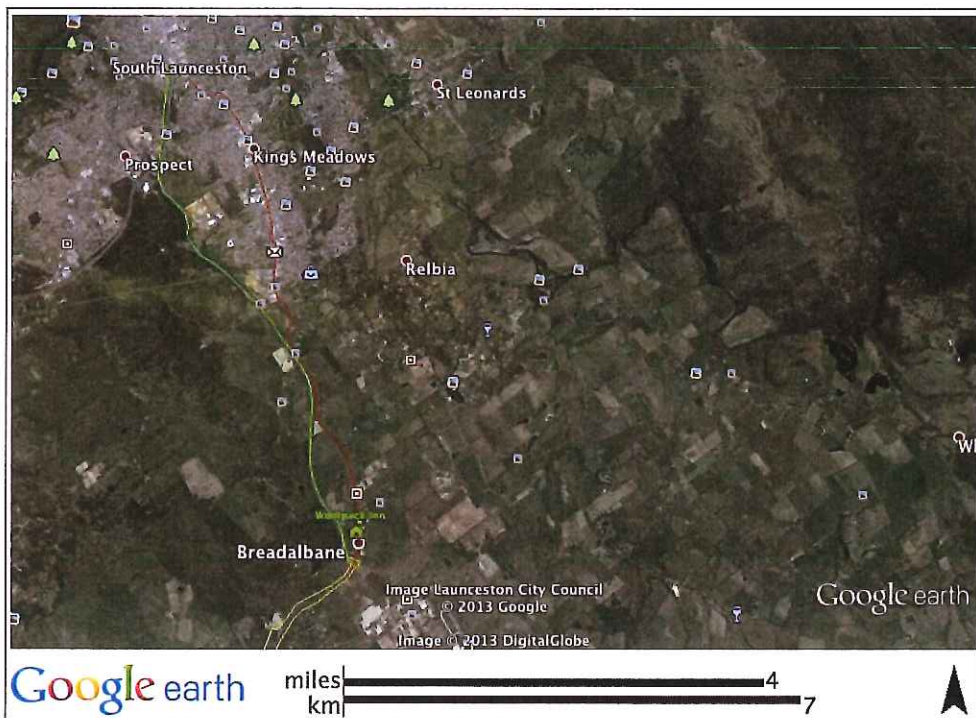 South Launceston
St Leonards
Prospect
Kings Meadows
Relbia
Breadalbane
Image Launceston City Council
© 2013 Google
Google earth
Image © 2013 DigitalGlobe
Google earth
miles 4
km 7